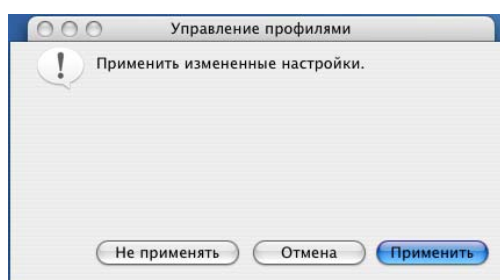 Управление профилями
Применить измененные настройки.
Не применять Отмена Применить